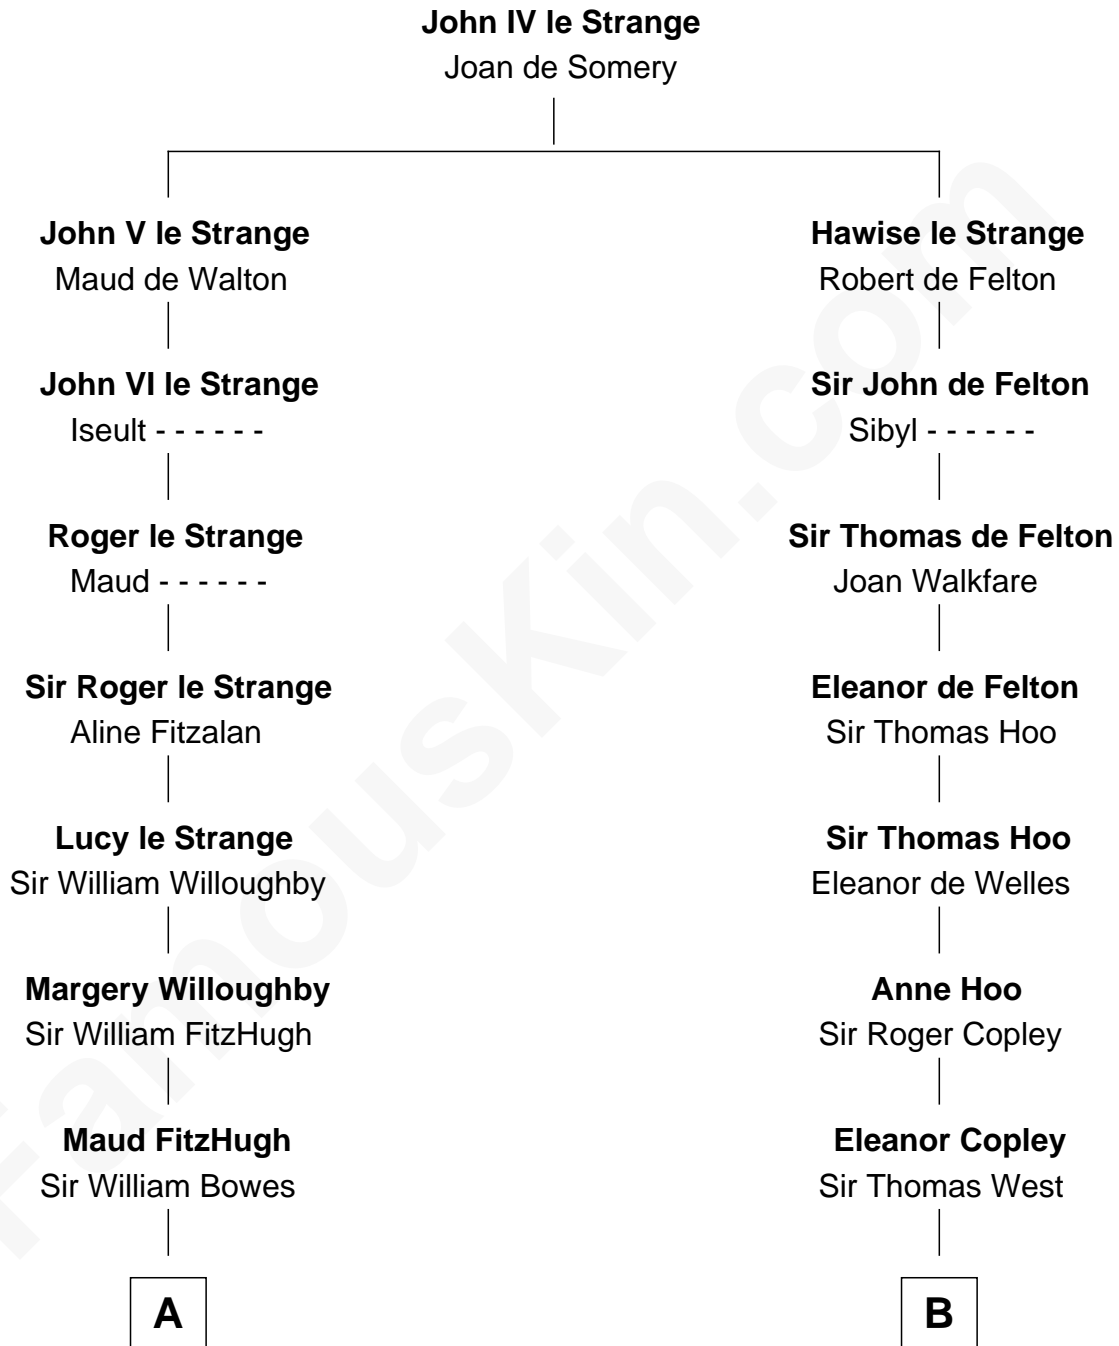 John IV le Strange
Joan de Somery
John V le Strange
Maud de Walton
John VI le Strange
Iseult - - - - - -
Roger le Strange
Maud - - - - - -
Sir Roger le Strange
Aline Fitzalan
Lucy le Strange
Sir William Willoughby
Margery Willoughby
Sir William FitzHugh
Maud FitzHugh
Sir William Bowes
A
Hawise le Strange
Robert de Felton
Sir John de Felton
Sibyl - - - - - -
Sir Thomas de Felton
Joan Walkfare
Eleanor de Felton
Sir Thomas Hoo
Sir Thomas Hoo
Eleanor de Welles
Anne Hoo
Sir Roger Copley
Eleanor Copley
Sir Thomas West
B
FamousKin.com